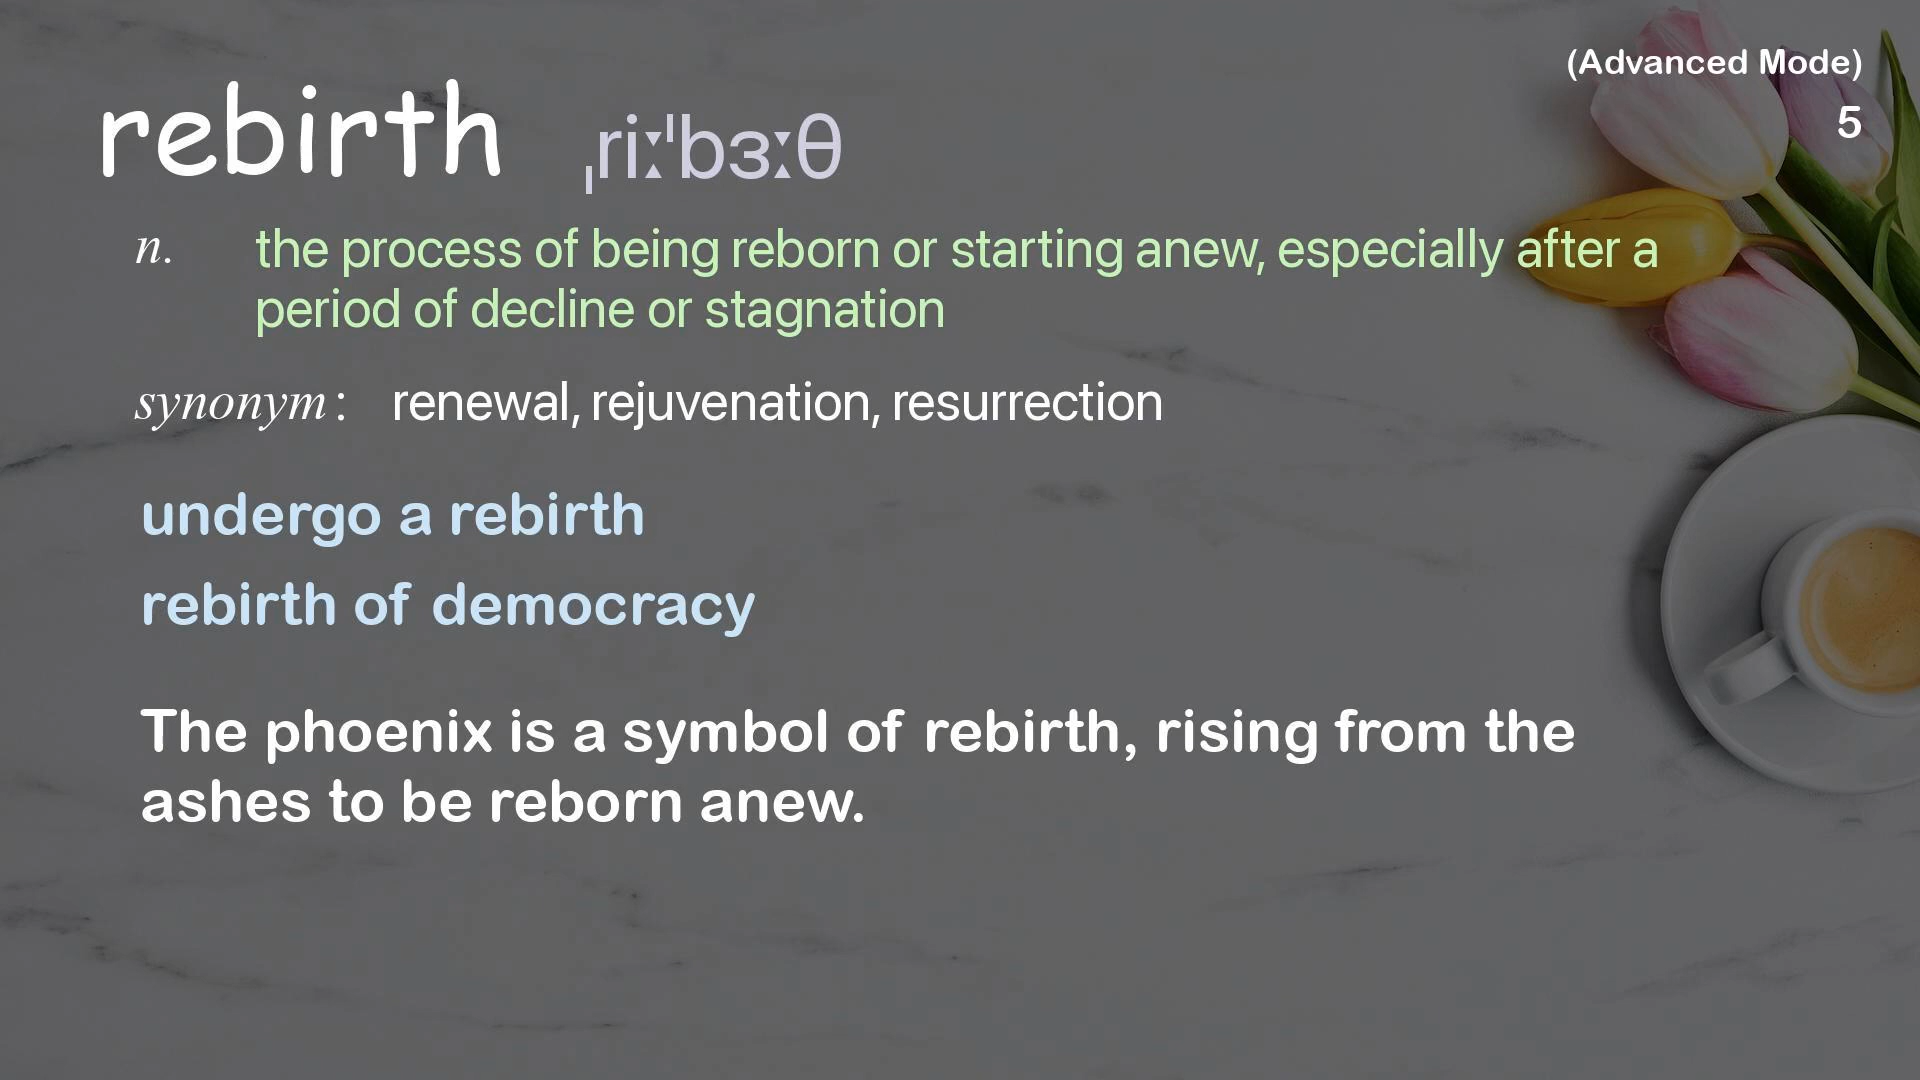 (Advanced Mode)
5
rebirth ˌriːˈbɜːθ
n. the process of being reborn or starting anew, especially after a
period of decline or stagnation
synonym: renewal, rejuvenation, resurrection
undergo a rebirth
rebirth of democracy
The phoenix is a symbol of rebirth, rising from the
ashes to be reborn anew.